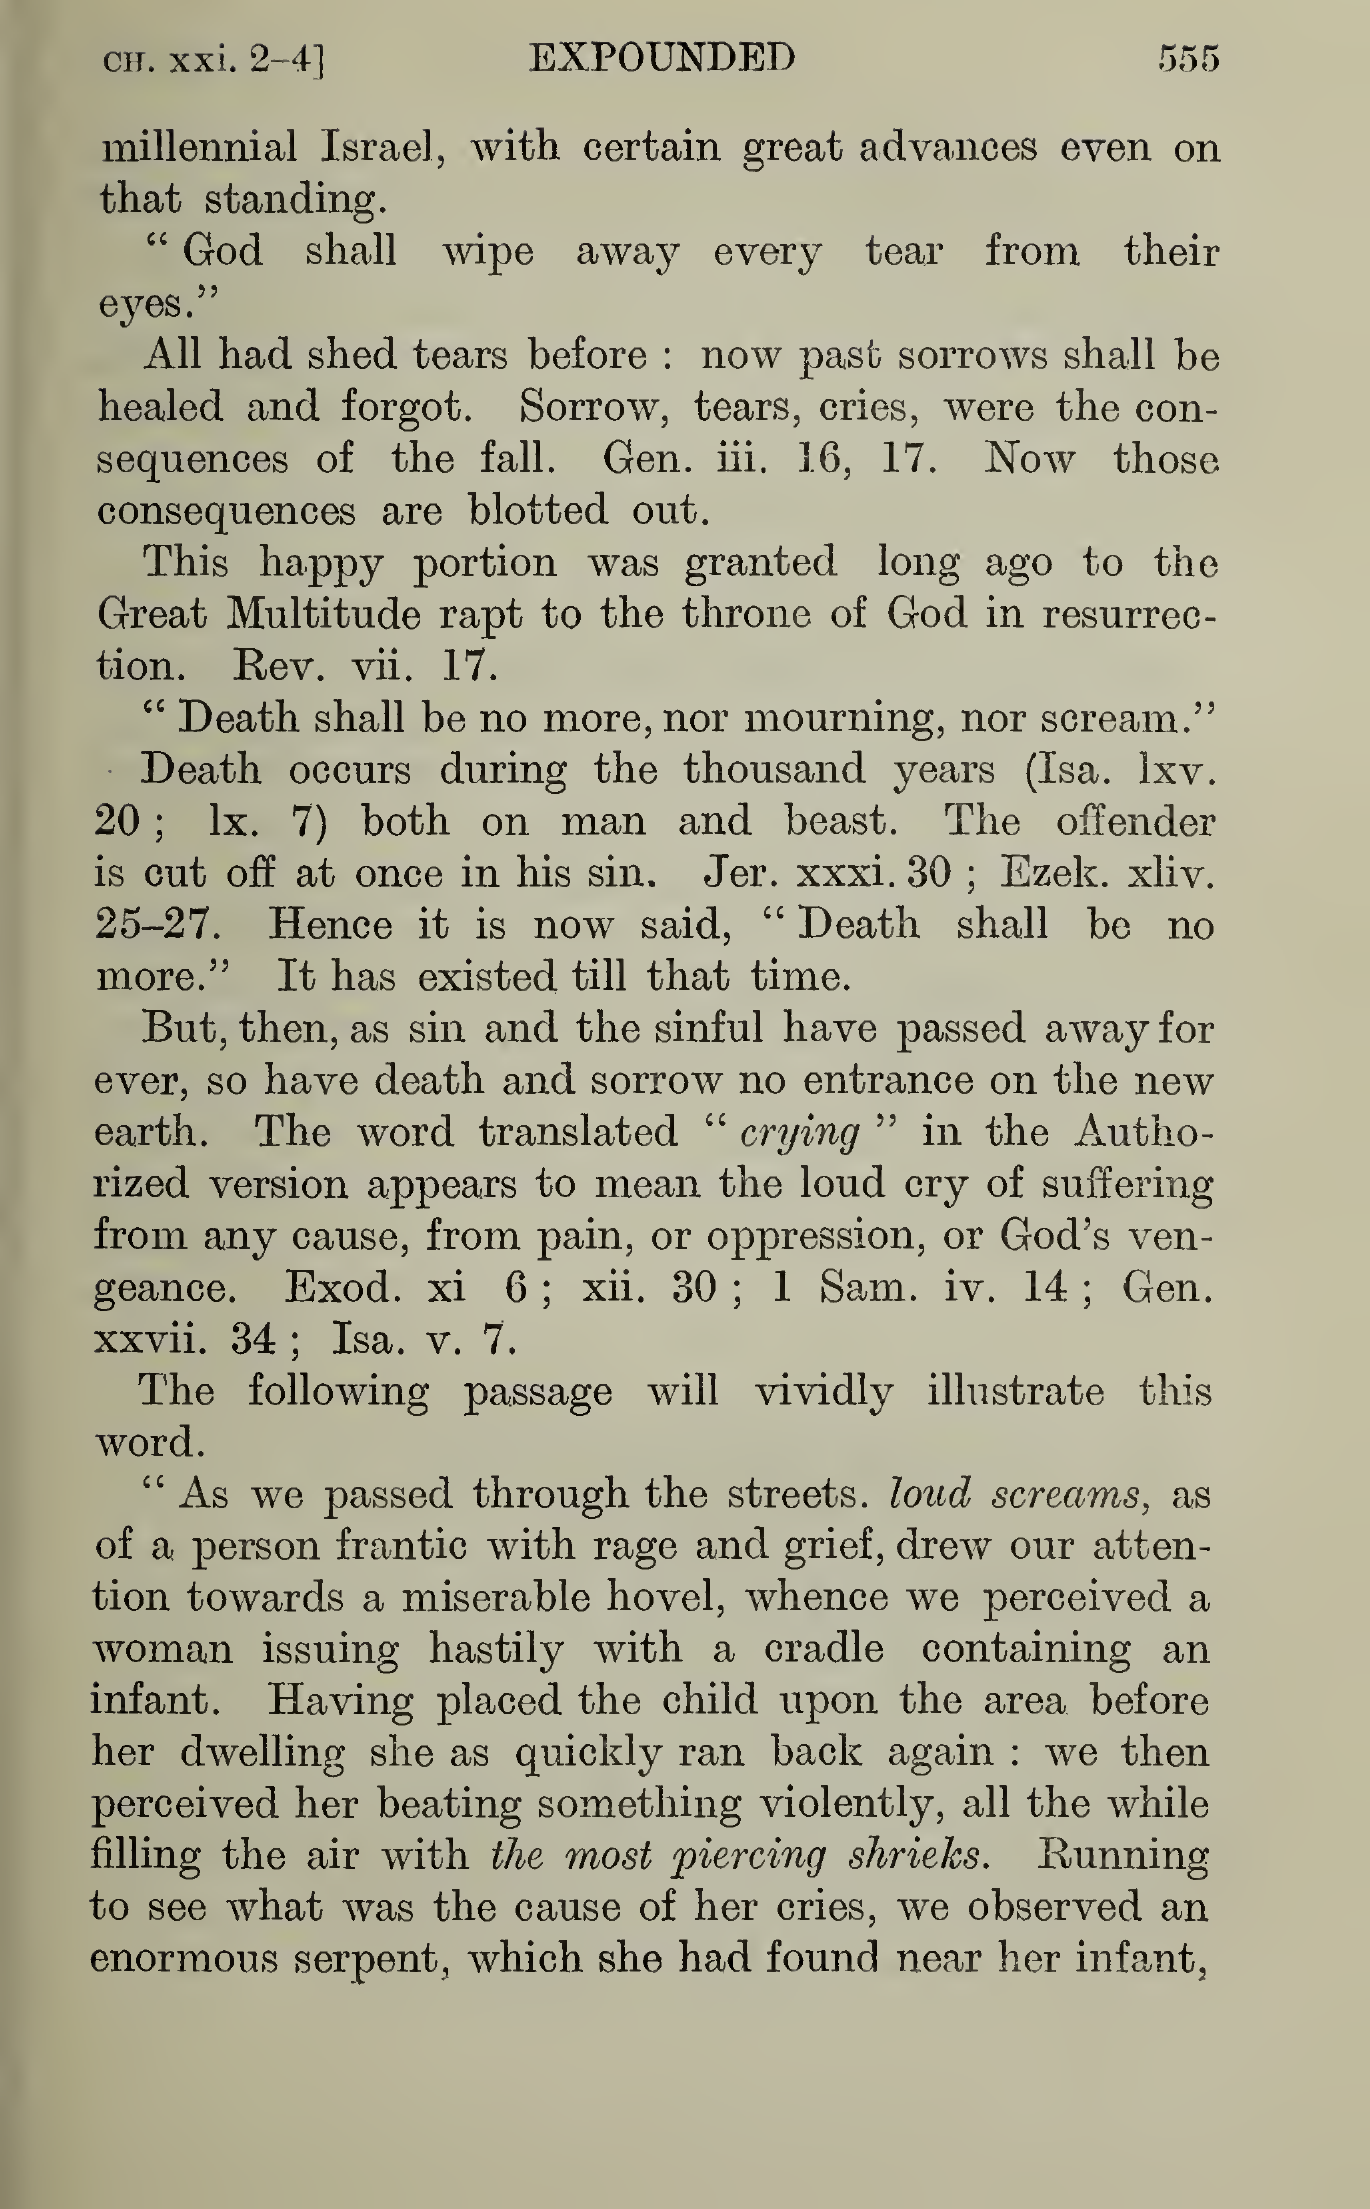 CH. xxi. 2–4] EXPOUNDED 555
millennial Israel, with certain great advances even on
that standing.
“ God shall wipe away every tear from their
eyes.”
All had shed tears before : now past sorrows shall be
healed and forgot. Sorrow, tears, cries, were the con-
sequences of the fall. Gen. iii. 16, 17. Now those
consequences are blotted out.
This happy portion was granted long ago to the
Great Multitude rapt to the throne of God in resurrec-
tion. Rev. vii. 17.
“ Death shall be no more, nor mourning, nor scream.”
Death occurs during the thousand years (Isa. lxv.
20 ; lx. 7) both on man and beast. The offender
is cut off at once in his sin. Jer. xxxi. 30 ; Ezek. xliv.
25–27. Hence it is now said, “ Death shall be no
more.” It has existed till that time.
But, then, as sin and the sinful have passed away for
ever, so have death and sorrow no entrance on the new
earth. The word translated “ crying ” in the Autho-
rized version appears to mean the loud cry of suffering
from any cause, from pain, or oppression, or God’s ven-
geance. Exod. xi 6 ; xii. 30 ; 1 Sam. iv. 14 ; Gen.
xxvii. 34 ; Isa. v. 7.
The following passage will vividly illustrate this
word.
“ As we passed through the streets. loud screams, as
of a person frantic with rage and grief, drew our atten-
tion towards a miserable hovel, whence we perceived a
woman issuing hastily with a cradle containing an
infant. Having placed the child upon the area before
her dwelling she as quickly ran back again : we then
perceived her beating something violently, all the while
filling the air with the most piercing shrieks. Running
to see what was the cause of her cries, we observed an
enormous serpent, which she had found near her infant,